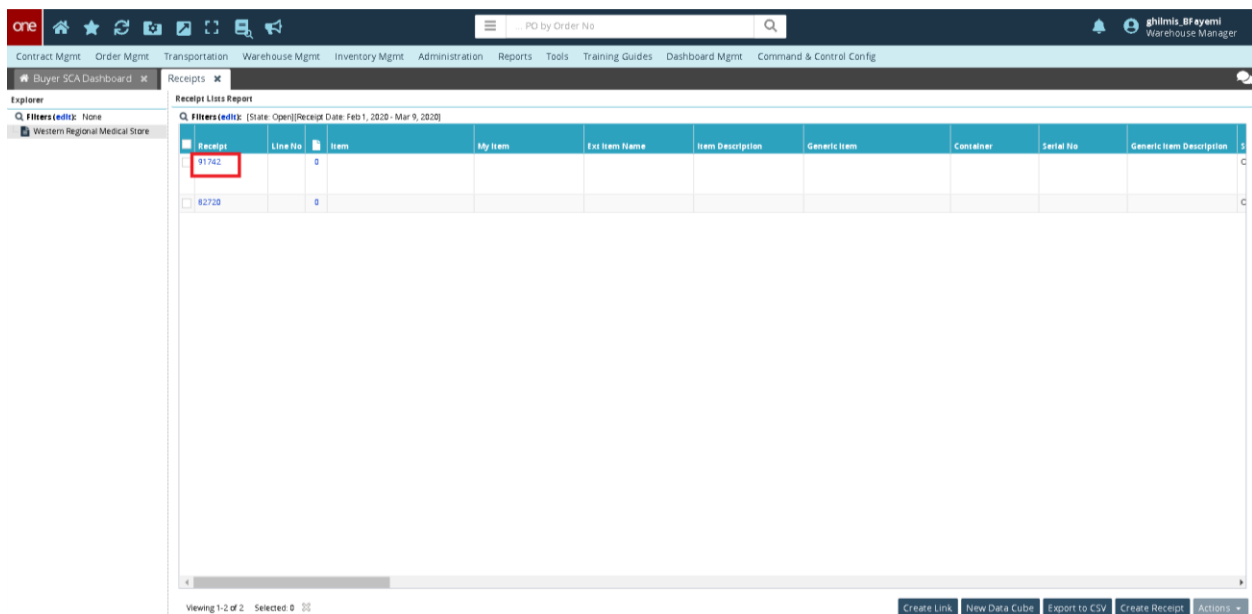 one ... PO by Order No. ghilmis_BFayemi
Warehouse Manager
Contract Mgmt Order Mgmt Transportation Warehouse Mgmt Inventory Mgmt Administration Reports Tools Training Guides Dashboard Mgmt Command & Control Config
Buyer SCA Dashboard × Receipts ×
Explorer Receipt Lists Report
Filters (edit): None Filters (edit): [State: Open][Receipt Date: Feb 1, 2020 - Mar 9, 2020]
Western Regional Medical Store
Receipt Line No Item My Item Ext Item Name Item Description Generic Item Container Serial No Generic Item Description S
91742 0 O
82720 0 O
Viewing 1-2 of 2 Selected: 0 Create Link New Data Cube Export to CSV Create Receipt Actions